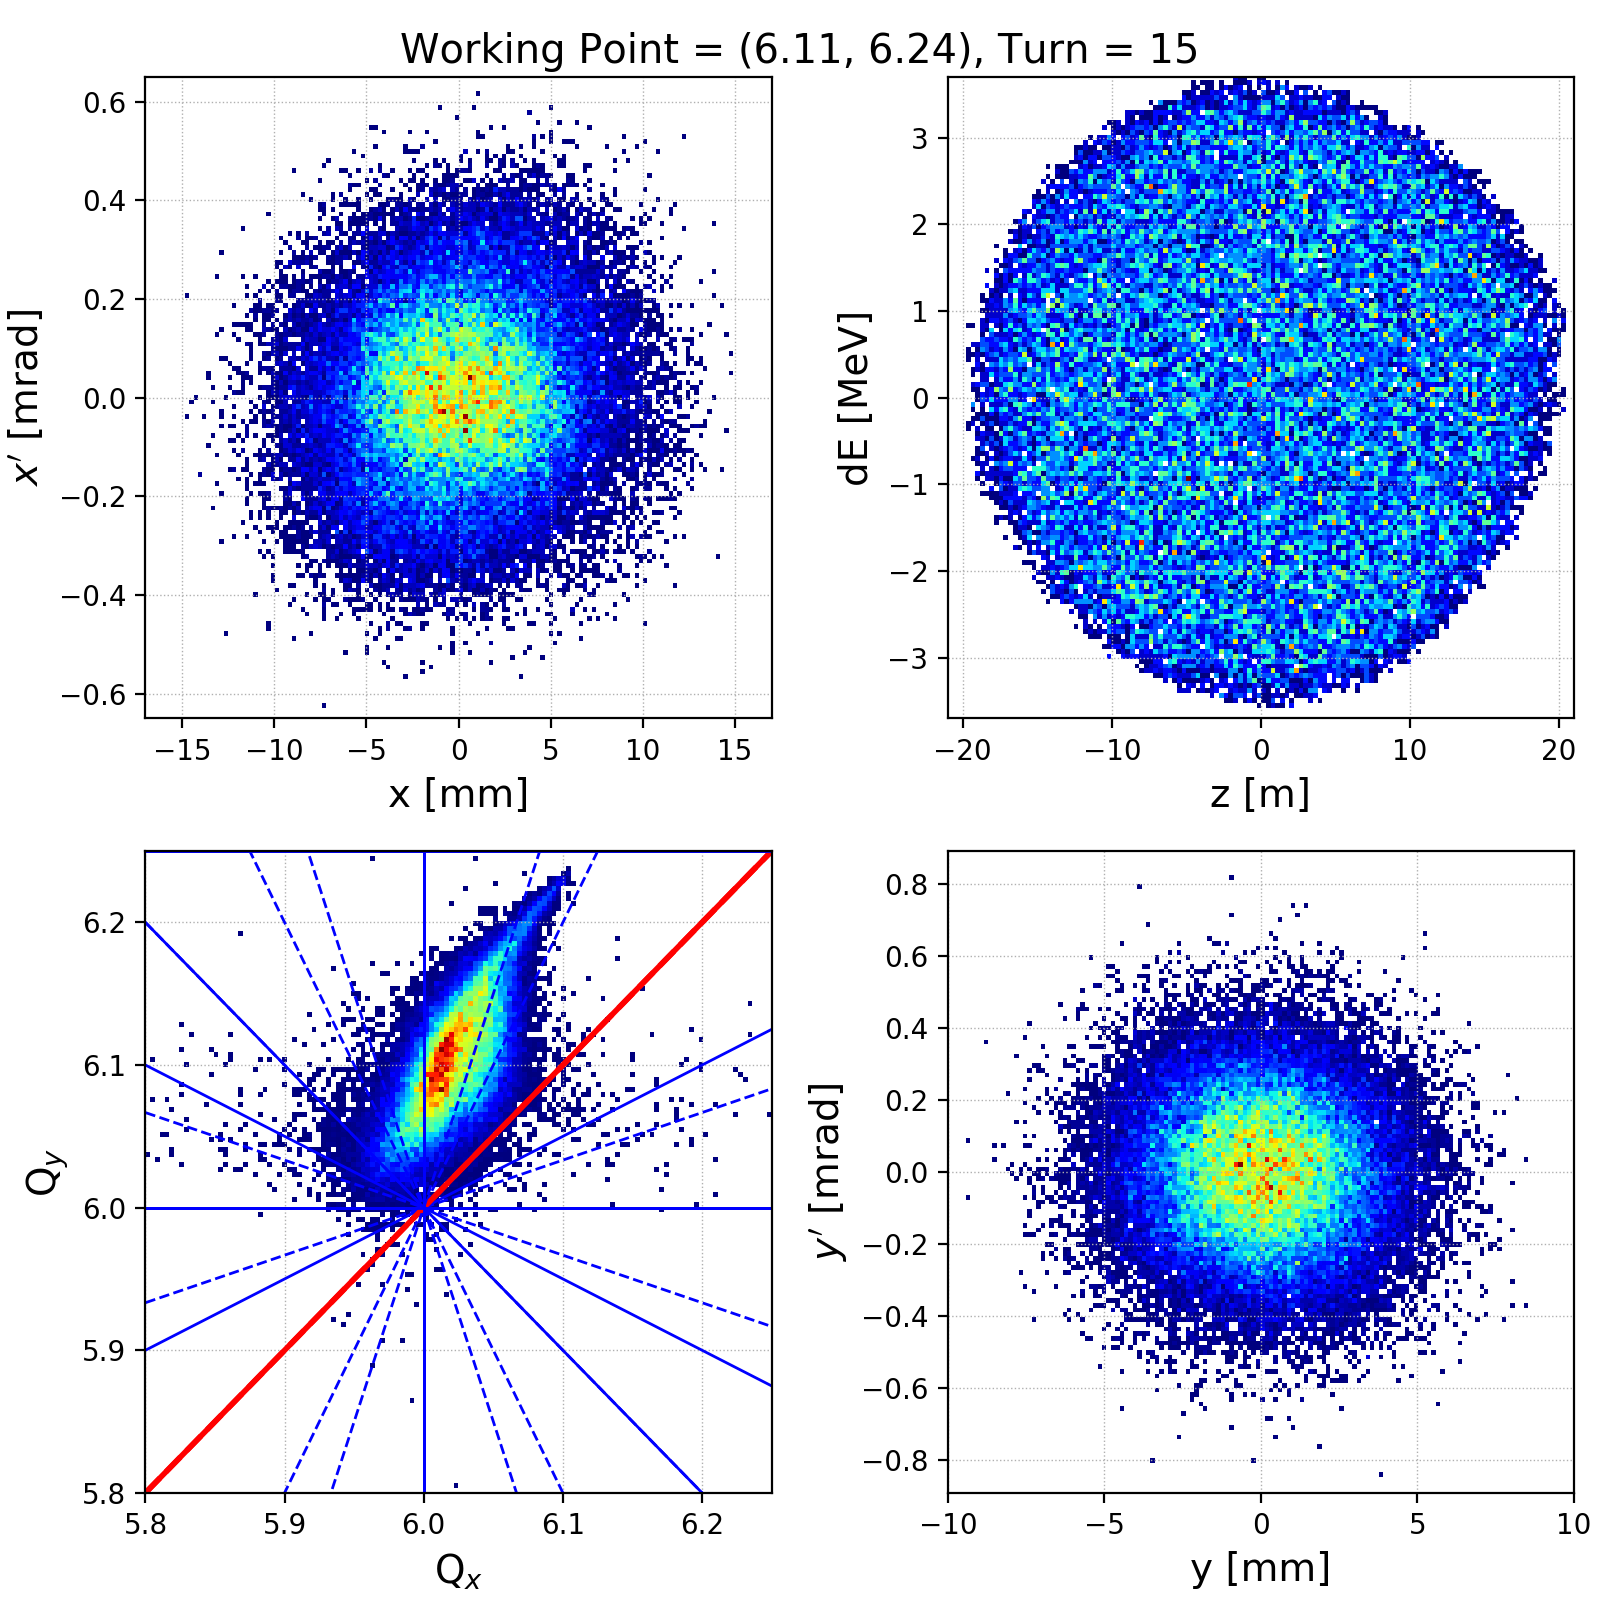 Working Point = (6.11, 6.24), Turn = 15
0.6
0.4
0.2
0.0
−0.2
−0.4
−0.6
x′ [mrad]
−15 −10 −5 0 5 10 15
x [mm]
3
2
1
0
−1
−2
−3
dE [MeV]
−20 −10 0 10 20
z [m]
6.2
6.1
6.0
5.9
5.8
Q_y
5.8 5.9 6.0 6.1 6.2
Q_x
0.8
0.6
0.4
0.2
0.0
−0.2
−0.4
−0.6
−0.8
y′ [mrad]
−10 −5 0 5 10
y [mm]